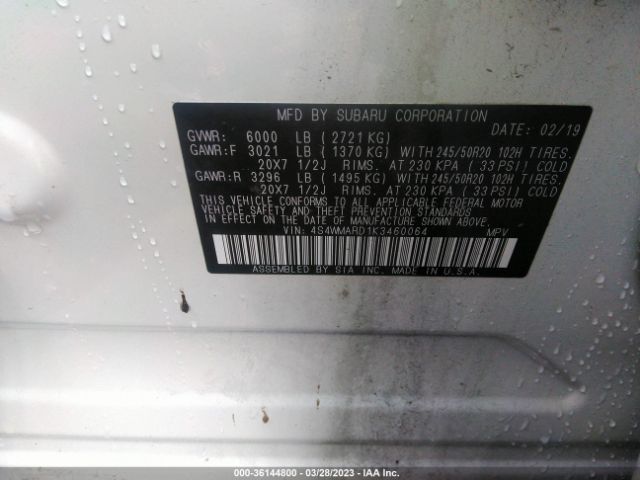 MFD BY SUBARU CORPORATION
GVWR: 6000 LB ( 2721 KG) DATE: 02/19
GAWR:F 3021 LB ( 1370 KG) WITH 245/50R20 102H TIRES.
20X7 1/2J RIMS. AT 230 KPA ( 33 PSI) COLD
GAWR:R 3296 LB ( 1495 KG) WITH 245/50R20 102H TIRES.
20X7 1/2J RIMS. AT 230 KPA ( 33 PSI) COLD
THIS VEHICLE CONFORMS TO ALL APPLICABLE FEDERAL MOTOR
VEHICLE SAFETY AND THEFT PREVENTION STANDARDS
IN EFFECT ON THE DATE OF MANUFACTURE SHOWN ABOVE.
VIN: 4S4WMARD1K3460064 MPV
ASSEMBLED BY SIA INC. MADE IN U.S.A.
000-36144800 | 03/28/2023 | IAA Inc.